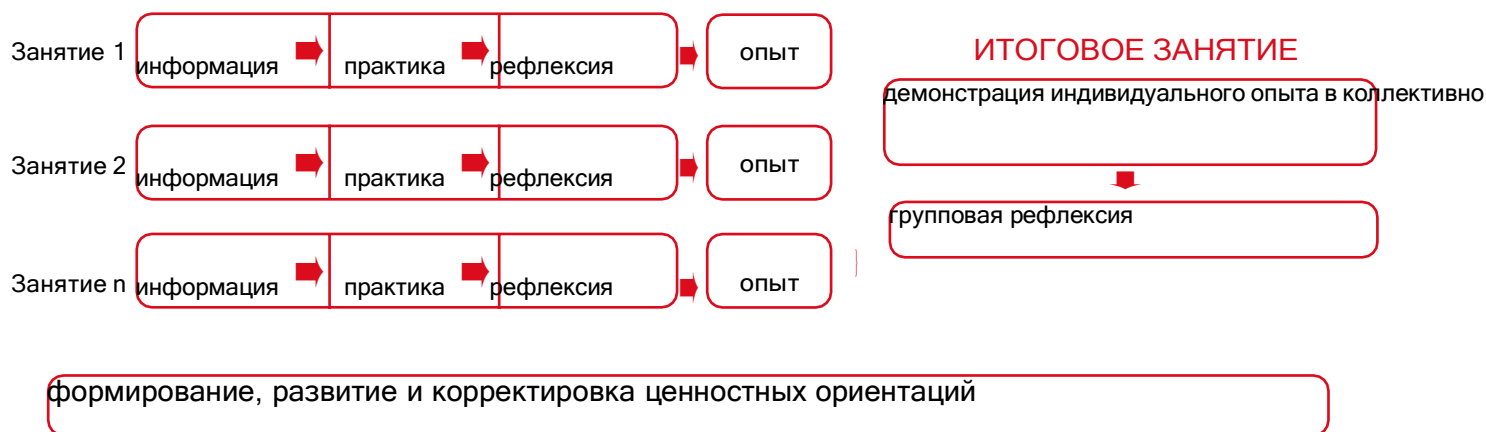 Занятие 1 информация практика рефлексия опыт
Занятие 2 информация практика рефлексия опыт
Занятие n информация практика рефлексия опыт
ИТОГОВОЕ ЗАНЯТИЕ
демонстрация индивидуального опыта в коллективно
групповая рефлексия
формирование, развитие и корректировка ценностных ориентаций